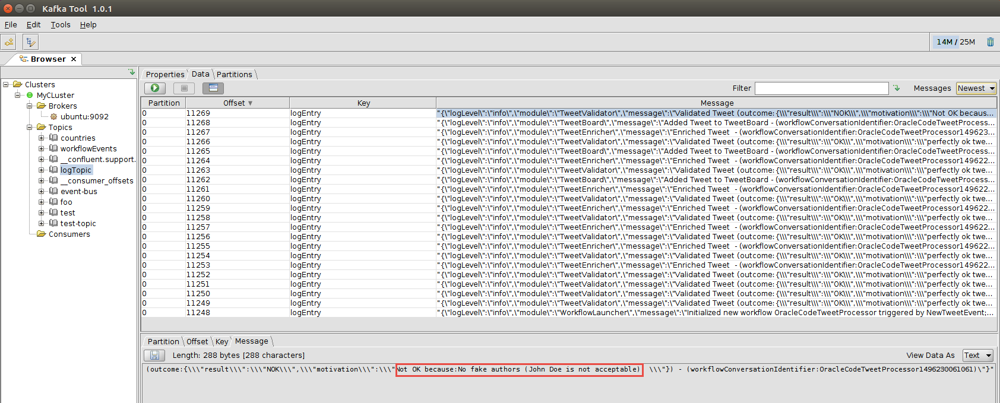 Kafka Tool 1.0.1
File Edit Tools Help
14M / 25M
Browser
Properties Data Partitions
Filter Messages Newest
Clusters
MyCLuster
Brokers
ubuntu:9092
Topics
countries
workflowEvents
__confluent.support.
logTopic
__consumer_offsets
event-bus
foo
test
test-topic
Consumers
Partition Offset Key Message
0 11269 logEntry "{\"logLevel\":\"info\",\"module\":\"TweetValidator\",\"message\":\"Validated Tweet (outcome: {\\\"result\\\":\\\"NOK\\\",\\\"motivation\\\":\\\"Not OK becaus...
0 11268 logEntry "{\"logLevel\":\"info\",\"module\":\"TweetBoard\",\"message\":\"Added Tweet to TweetBoard - (workflowConversationIdentifier:OracleCodeTweetProcess...
0 11267 logEntry "{\"logLevel\":\"info\",\"module\":\"TweetEnricher\",\"message\":\"Enriched Tweet - (workflowConversationIdentifier:OracleCodeTweetProcessor149623...
0 11266 logEntry "{\"logLevel\":\"info\",\"module\":\"TweetValidator\",\"message\":\"Validated Tweet (outcome: {\\\"result\\\":\\\"OK\\\",\\\"motivation\\\":\\\"perfectly ok twe...
0 11265 logEntry "{\"logLevel\":\"info\",\"module\":\"TweetBoard\",\"message\":\"Added Tweet to TweetBoard - (workflowConversationIdentifier:OracleCodeTweetProcess...
0 11264 logEntry "{\"logLevel\":\"info\",\"module\":\"TweetEnricher\",\"message\":\"Enriched Tweet - (workflowConversationIdentifier:OracleCodeTweetProcessor149622...
0 11263 logEntry "{\"logLevel\":\"info\",\"module\":\"TweetValidator\",\"message\":\"Validated Tweet (outcome: {\\\"result\\\":\\\"OK\\\",\\\"motivation\\\":\\\"perfectly ok twe...
0 11262 logEntry "{\"logLevel\":\"info\",\"module\":\"TweetBoard\",\"message\":\"Added Tweet to TweetBoard - (workflowConversationIdentifier:OracleCodeTweetProcess...
0 11261 logEntry "{\"logLevel\":\"info\",\"module\":\"TweetEnricher\",\"message\":\"Enriched Tweet - (workflowConversationIdentifier:OracleCodeTweetProcessor149622...
0 11260 logEntry "{\"logLevel\":\"info\",\"module\":\"TweetValidator\",\"message\":\"Validated Tweet (outcome: {\\\"result\\\":\\\"OK\\\",\\\"motivation\\\":\\\"perfectly ok twe...
0 11259 logEntry "{\"logLevel\":\"info\",\"module\":\"TweetEnricher\",\"message\":\"Enriched Tweet - (workflowConversationIdentifier:OracleCodeTweetProcessor149622...
0 11258 logEntry "{\"logLevel\":\"info\",\"module\":\"TweetValidator\",\"message\":\"Validated Tweet (outcome: {\\\"result\\\":\\\"OK\\\",\\\"motivation\\\":\\\"perfectly ok twe...
0 11257 logEntry "{\"logLevel\":\"info\",\"module\":\"TweetEnricher\",\"message\":\"Enriched Tweet - (workflowConversationIdentifier:OracleCodeTweetProcessor149622...
0 11256 logEntry "{\"logLevel\":\"info\",\"module\":\"TweetValidator\",\"message\":\"Validated Tweet (outcome: {\\\"result\\\":\\\"OK\\\",\\\"motivation\\\":\\\"perfectly ok twe...
0 11255 logEntry "{\"logLevel\":\"info\",\"module\":\"TweetEnricher\",\"message\":\"Enriched Tweet - (workflowConversationIdentifier:OracleCodeTweetProcessor149622...
0 11254 logEntry "{\"logLevel\":\"info\",\"module\":\"TweetValidator\",\"message\":\"Validated Tweet (outcome: {\\\"result\\\":\\\"OK\\\",\\\"motivation\\\":\\\"perfectly ok twe...
0 11253 logEntry "{\"logLevel\":\"info\",\"module\":\"TweetEnricher\",\"message\":\"Enriched Tweet - (workflowConversationIdentifier:OracleCodeTweetProcessor149622...
0 11252 logEntry "{\"logLevel\":\"info\",\"module\":\"TweetValidator\",\"message\":\"Validated Tweet (outcome: {\\\"result\\\":\\\"OK\\\",\\\"motivation\\\":\\\"perfectly ok twe...
0 11251 logEntry "{\"logLevel\":\"info\",\"module\":\"TweetValidator\",\"message\":\"Validated Tweet (outcome: {\\\"result\\\":\\\"OK\\\",\\\"motivation\\\":\\\"perfectly ok twe...
0 11250 logEntry "{\"logLevel\":\"info\",\"module\":\"TweetValidator\",\"message\":\"Validated Tweet (outcome: {\\\"result\\\":\\\"OK\\\",\\\"motivation\\\":\\\"perfectly ok twe...
0 11249 logEntry "{\"logLevel\":\"info\",\"module\":\"TweetValidator\",\"message\":\"Validated Tweet (outcome: {\\\"result\\\":\\\"OK\\\",\\\"motivation\\\":\\\"perfectly ok twe...
0 11248 logEntry "{\"logLevel\":\"info\",\"module\":\"WorkflowLauncher\",\"message\":\"Initialized new workflow OracleCodeTweetProcessor triggered by NewTweetEvent;...
Partition Offset Key Message
Length: 288 bytes [288 characters] View Data As Text
(outcome:{\\\"result\\\":\\\"NOK\\\",\\\"motivation\\\":\\\"Not OK because:No fake authors (John Doe is not acceptable) \\\"}) - (workflowConversationIdentifier:OracleCodeTweetProcessor1496230061061)\"}"